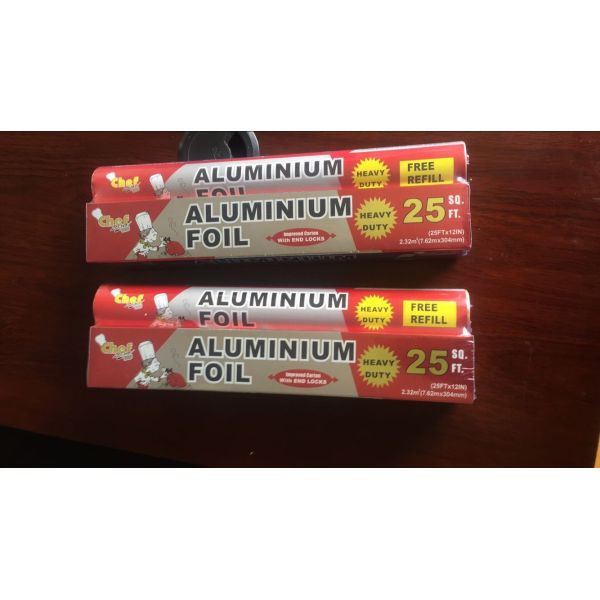 Chef
ALUMINIUM
FOIL
HEAVY
DUTY
FREE
REFILL
Chef
ALUMINIUM
FOIL
Improved Carton
With END LOCKS
HEAVY
DUTY
25 SQ.
FT.
(25FTx12IN)
2.32m²(7.62mx304mm)
Chef
ALUMINIUM
FOIL
HEAVY
DUTY
FREE
REFILL
Chef
ALUMINIUM
FOIL
Improved Carton
With END LOCKS
HEAVY
DUTY
25 SQ.
FT.
(25FTx12IN)
2.32m²(7.62mx304mm)